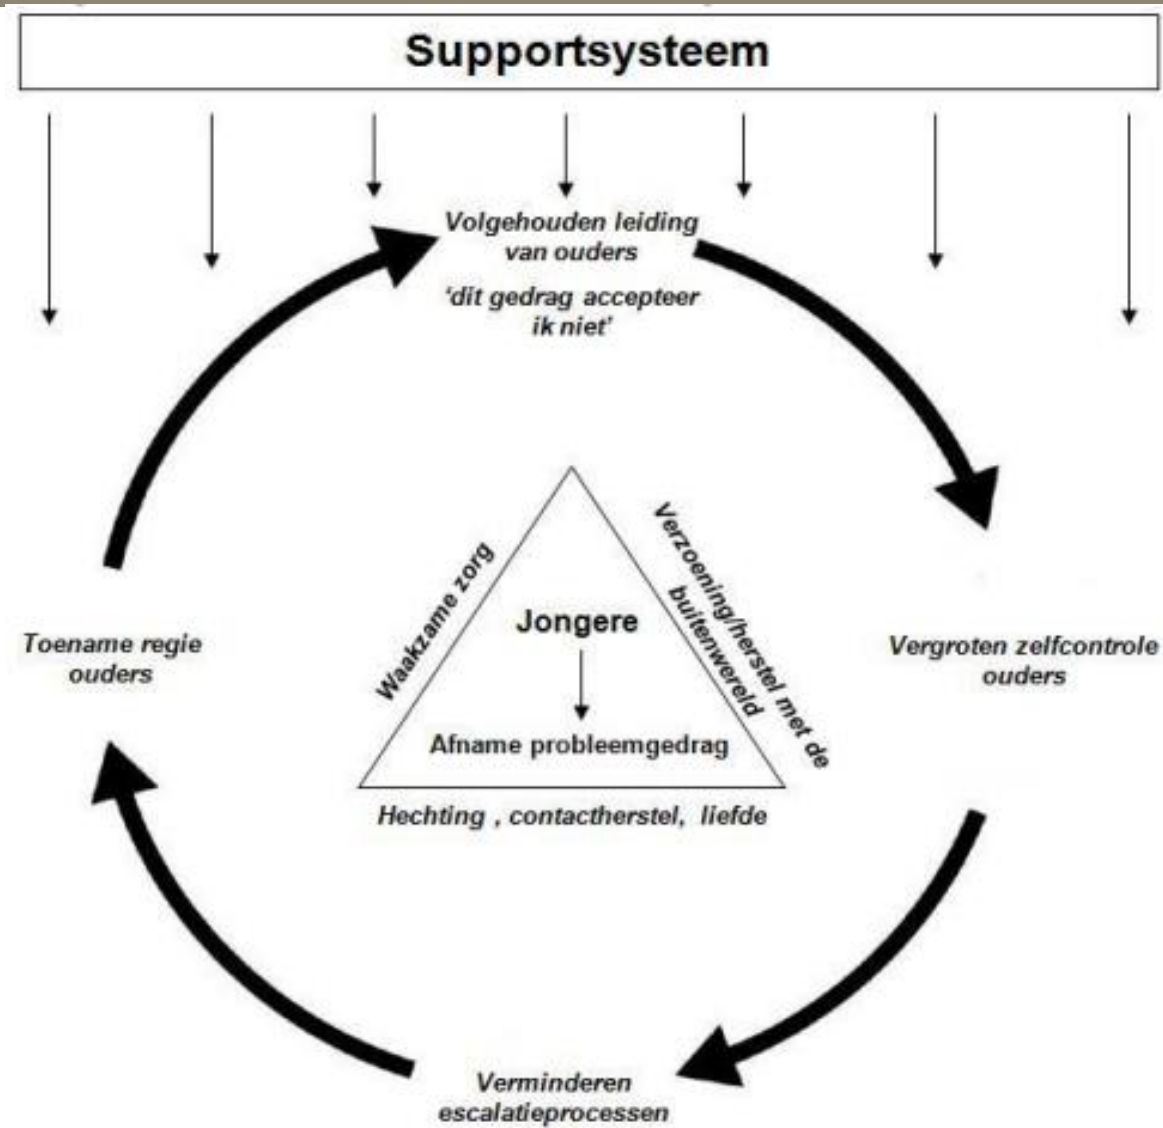 Supportsysteem
Volgehouden leiding
van ouders
'dit gedrag accepteer
ik niet'
Waakzame zorg
Verzoening/herstel met de
buitenwereld
Jongere
Afname probleemgedrag
Hechting , contactherstel, liefde
Toename regie
ouders
Vergroten zelfcontrole
ouders
Verminderen
escalatieprocessen